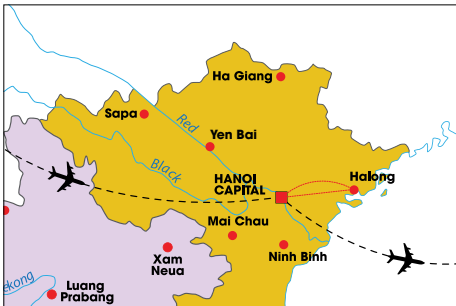 Ha Giang
Sapa
Red
Yen Bai
Black
HANOI
CAPITAL
Halong
Mai Chau
Xam
Neua
Ninh Binh
ekong
Luang
Prabang